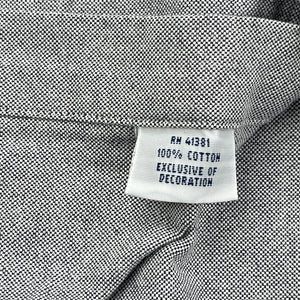 RN 41381
100% COTTON
EXCLUSIVE OF
DECORATION